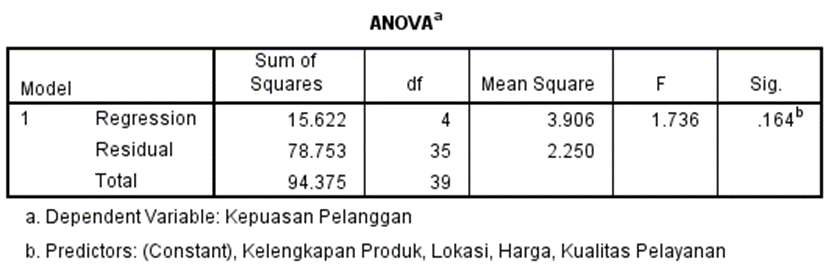 ANOVAa
Model Sum of Squares df Mean Square F Sig.
1 Regression 15.622 4 3.906 1.736 .164b
Residual 78.753 35 2.250
Total 94.375 39
a. Dependent Variable: Kepuasan Pelanggan
b. Predictors: (Constant), Kelengkapan Produk, Lokasi, Harga, Kualitas Pelayanan